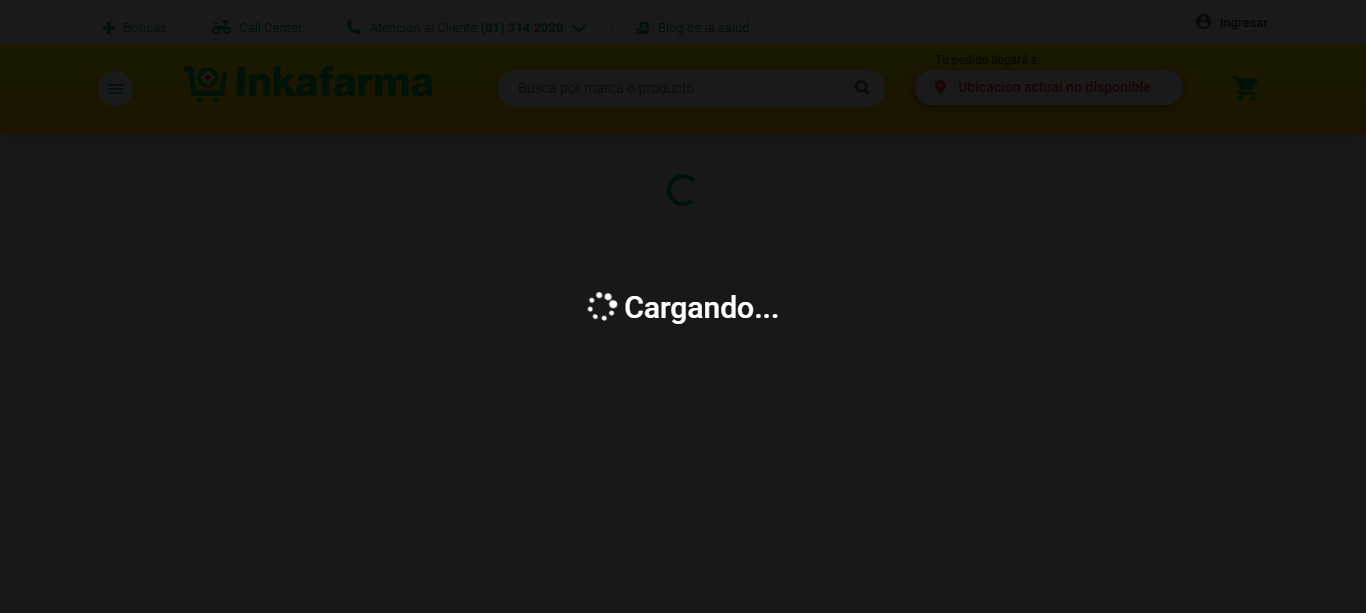 Boticas
Call Center
Atención al Cliente (01) 314 2020
Blog de la salud
Ingresar
Tu pedido llegará a:
Inkafarma
Busca por marca o producto
Ubicación actual no disponible
Cargando...